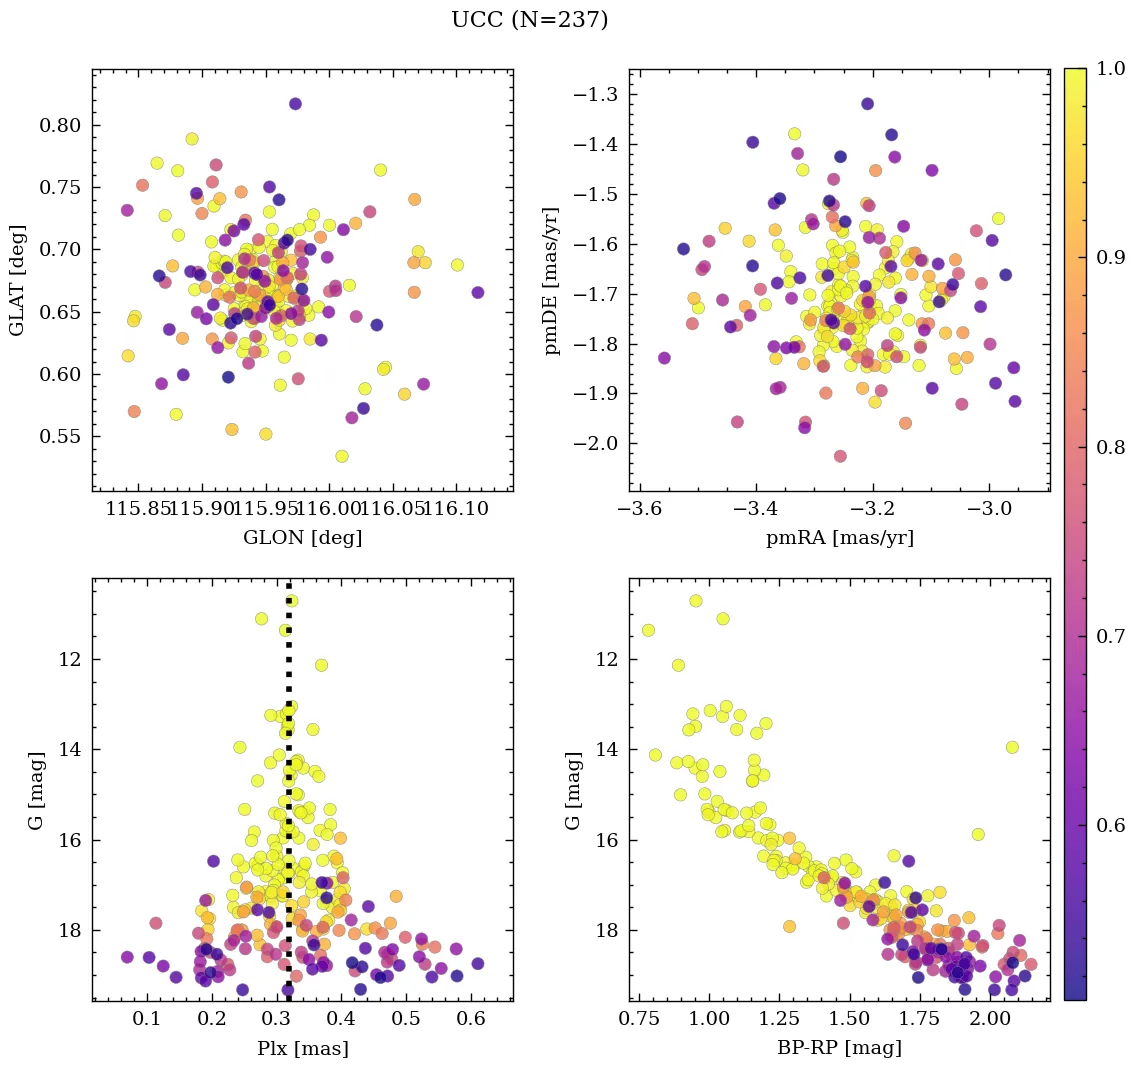 UCC (N=237)
0.80
0.75
0.70
0.65
0.60
0.55
GLAT [deg]
115.85 115.90 115.95 116.00 116.05 116.10
GLON [deg]
−1.3
−1.4
−1.5
−1.6
−1.7
−1.8
−1.9
−2.0
pmDE [mas/yr]
−3.6 −3.4 −3.2 −3.0
pmRA [mas/yr]
12
14
16
18
G [mag]
0.1 0.2 0.3 0.4 0.5 0.6
Plx [mas]
12
14
16
18
G [mag]
0.75 1.00 1.25 1.50 1.75 2.00
BP-RP [mag]
1.0
0.9
0.8
0.7
0.6